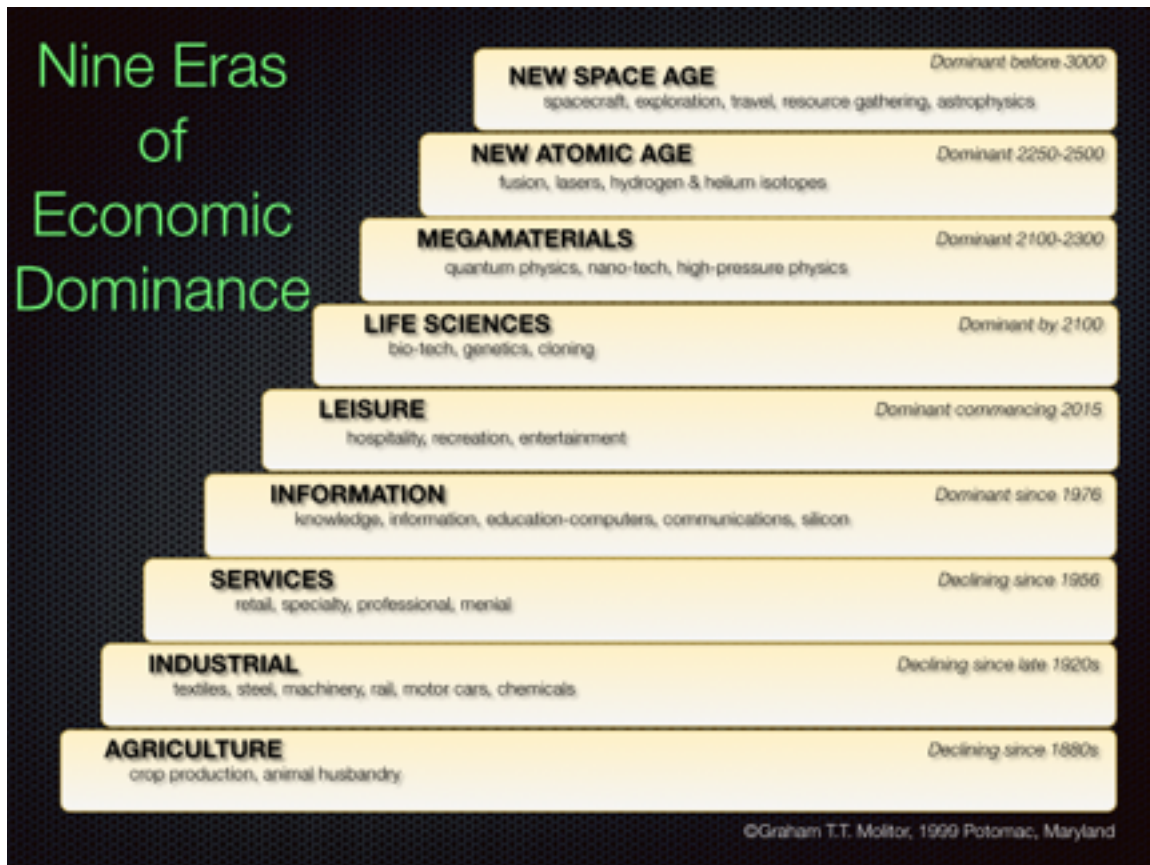 Nine Eras
of
Economic
Dominance
NEW SPACE AGE
Dominant before 3000
spacecraft, exploration, travel, resource gathering, astrophysics
NEW ATOMIC AGE
Dominant 2250-2500
fusion, lasers, hydrogen & helium isotopes
MEGAMATERIALS
Dominant 2100-2300
quantum physics, nano-tech, high-pressure physics
LIFE SCIENCES
Dominant by 2100
bio-tech, genetics, cloning
LEISURE
Dominant commencing 2015
hospitality, recreation, entertainment
INFORMATION
Dominant since 1976
knowledge, information, education-computers, communications, silicon
SERVICES
Declining since 1956
retail, specialty, professional, menial
INDUSTRIAL
Declining since late 1920s
textiles, steel, machinery, rail, motor cars, chemicals
AGRICULTURE
Declining since 1880s
crop production, animal husbandry
©Graham T.T. Molitor, 1999 Potomac, Maryland